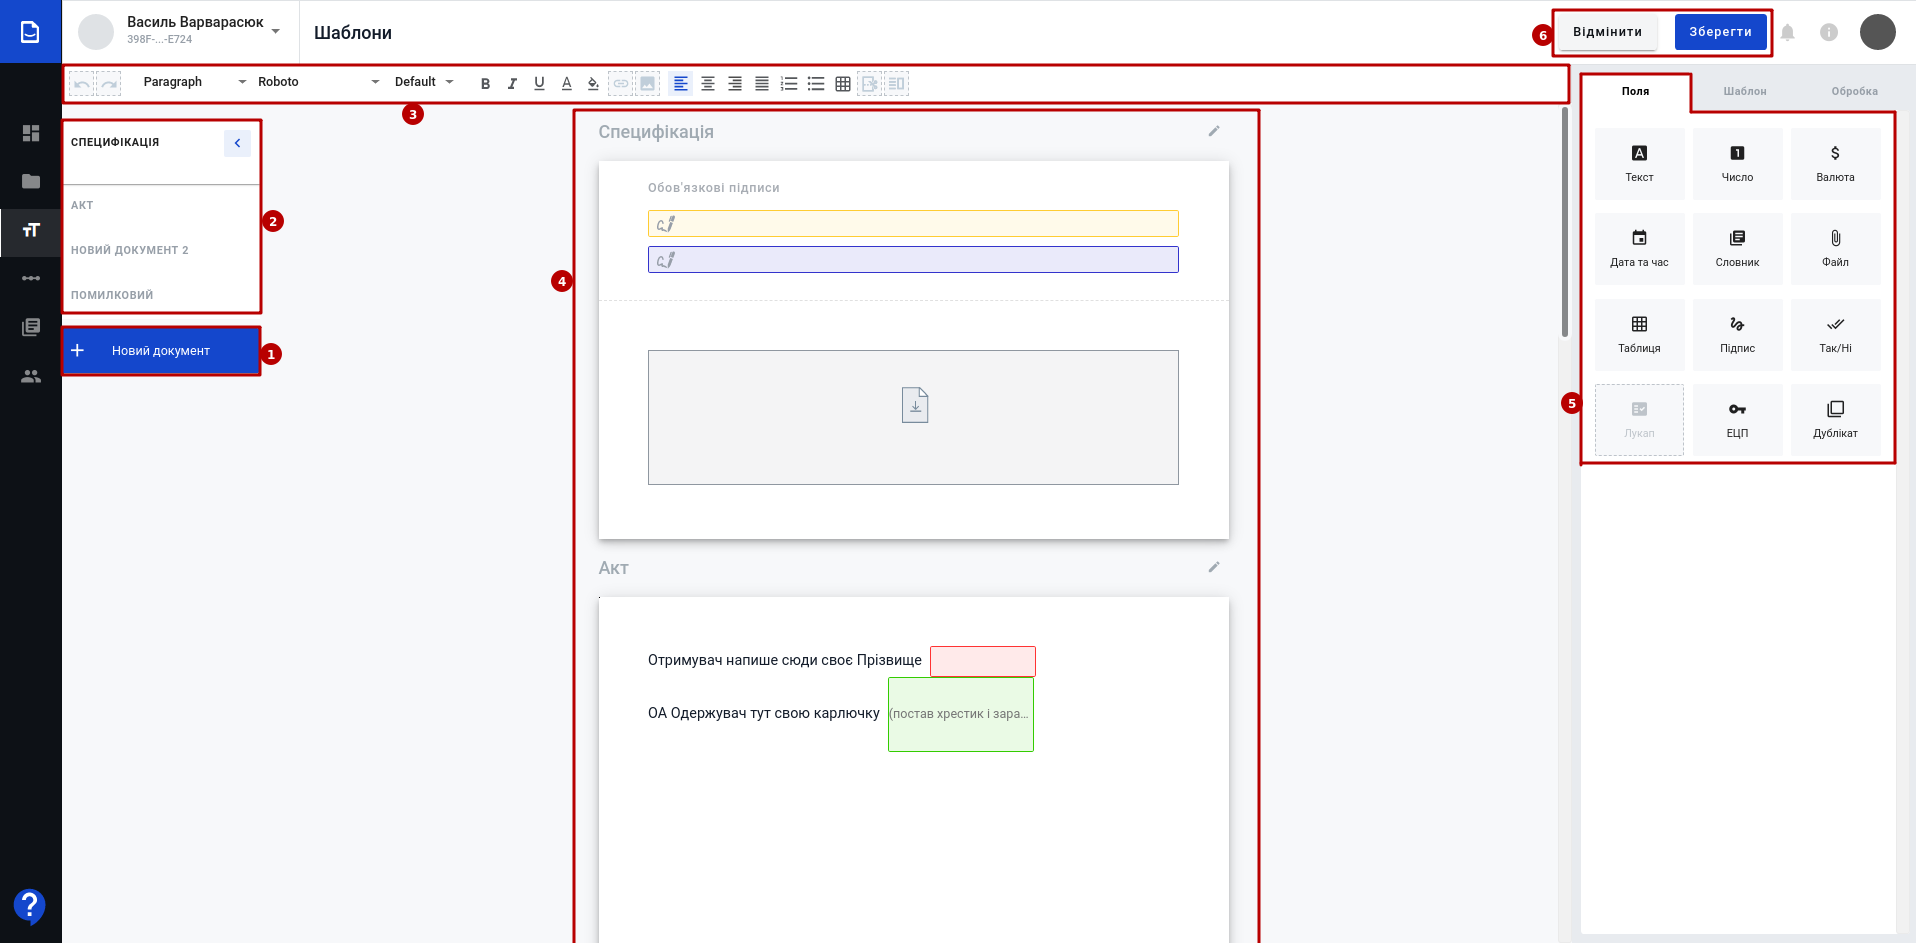 Василь Варварасюк
398F-...-E724
Шаблони
6
Відмінити
Зберегти
Paragraph
Roboto
Default
B I U A
3
Поля
Шаблон
Обробка
СПЕЦИФІКАЦІЯ
АКТ
НОВИЙ ДОКУМЕНТ 2
ПОМИЛКОВИЙ
2
Новий документ
1
4
Специфікація
Обов'язкові підписи
Акт
Отримувач напише сюди своє Прізвище
ОА Одержувач тут свою карлючку
(постав хрестик і зара...
5
Текст
Число
Валюта
Дата та час
Словник
Файл
Таблиця
Підпис
Так/Ні
Лукап
ЕЦП
Дублікат